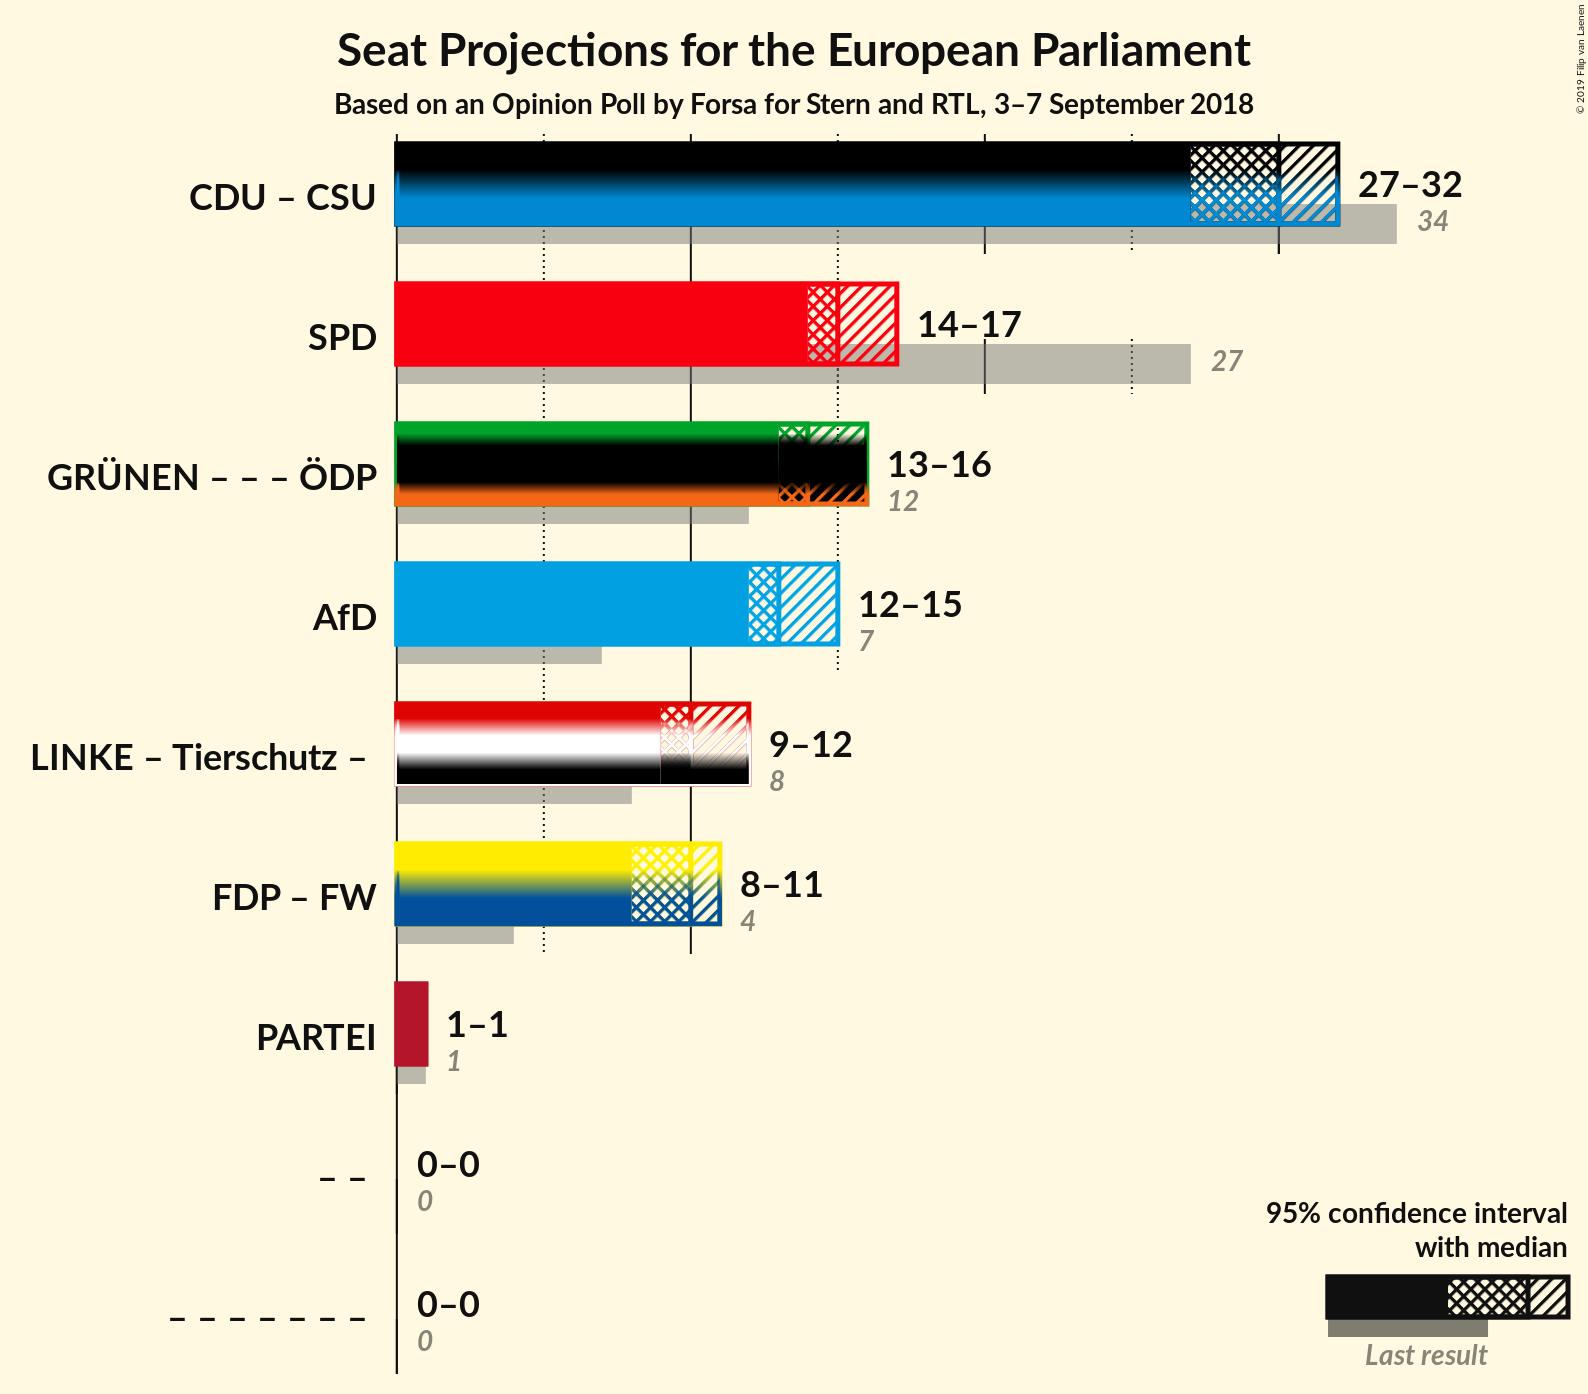 Seat Projections for the European Parliament
Based on an Opinion Poll by Forsa for Stern and RTL, 3–7 September 2018
© 2019 Filip van Laenen
CDU – CSU
27–32
34
SPD
14–17
27
GRÜNEN – – – ÖDP
13–16
12
AfD
12–15
7
LINKE – Tierschutz –
9–12
8
FDP – FW
8–11
4
PARTEI
1–1
1
– –
0–0
0
– – – – – – –
0–0
0
95% confidence interval
with median
Last result